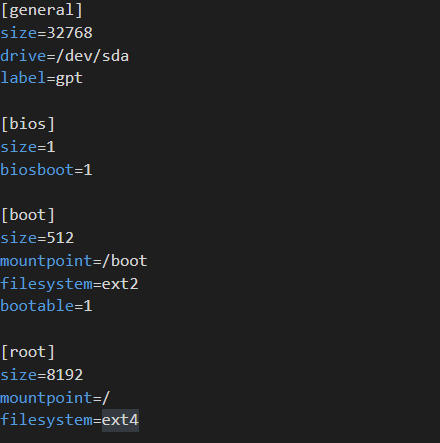 [general]
size=32768
drive=/dev/sda
label=gpt
[bios]
size=1
biosboot=1
[boot]
size=512
mountpoint=/boot
filesystem=ext2
bootable=1
[root]
size=8192
mountpoint=/
filesystem=ext4